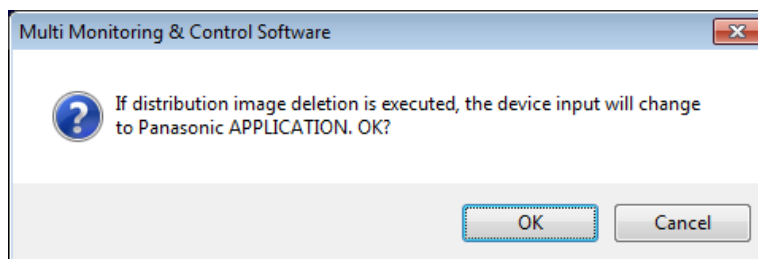 Multi Monitoring & Control Software
If distribution image deletion is executed, the device input will change
to Panasonic APPLICATION. OK?
OK
Cancel